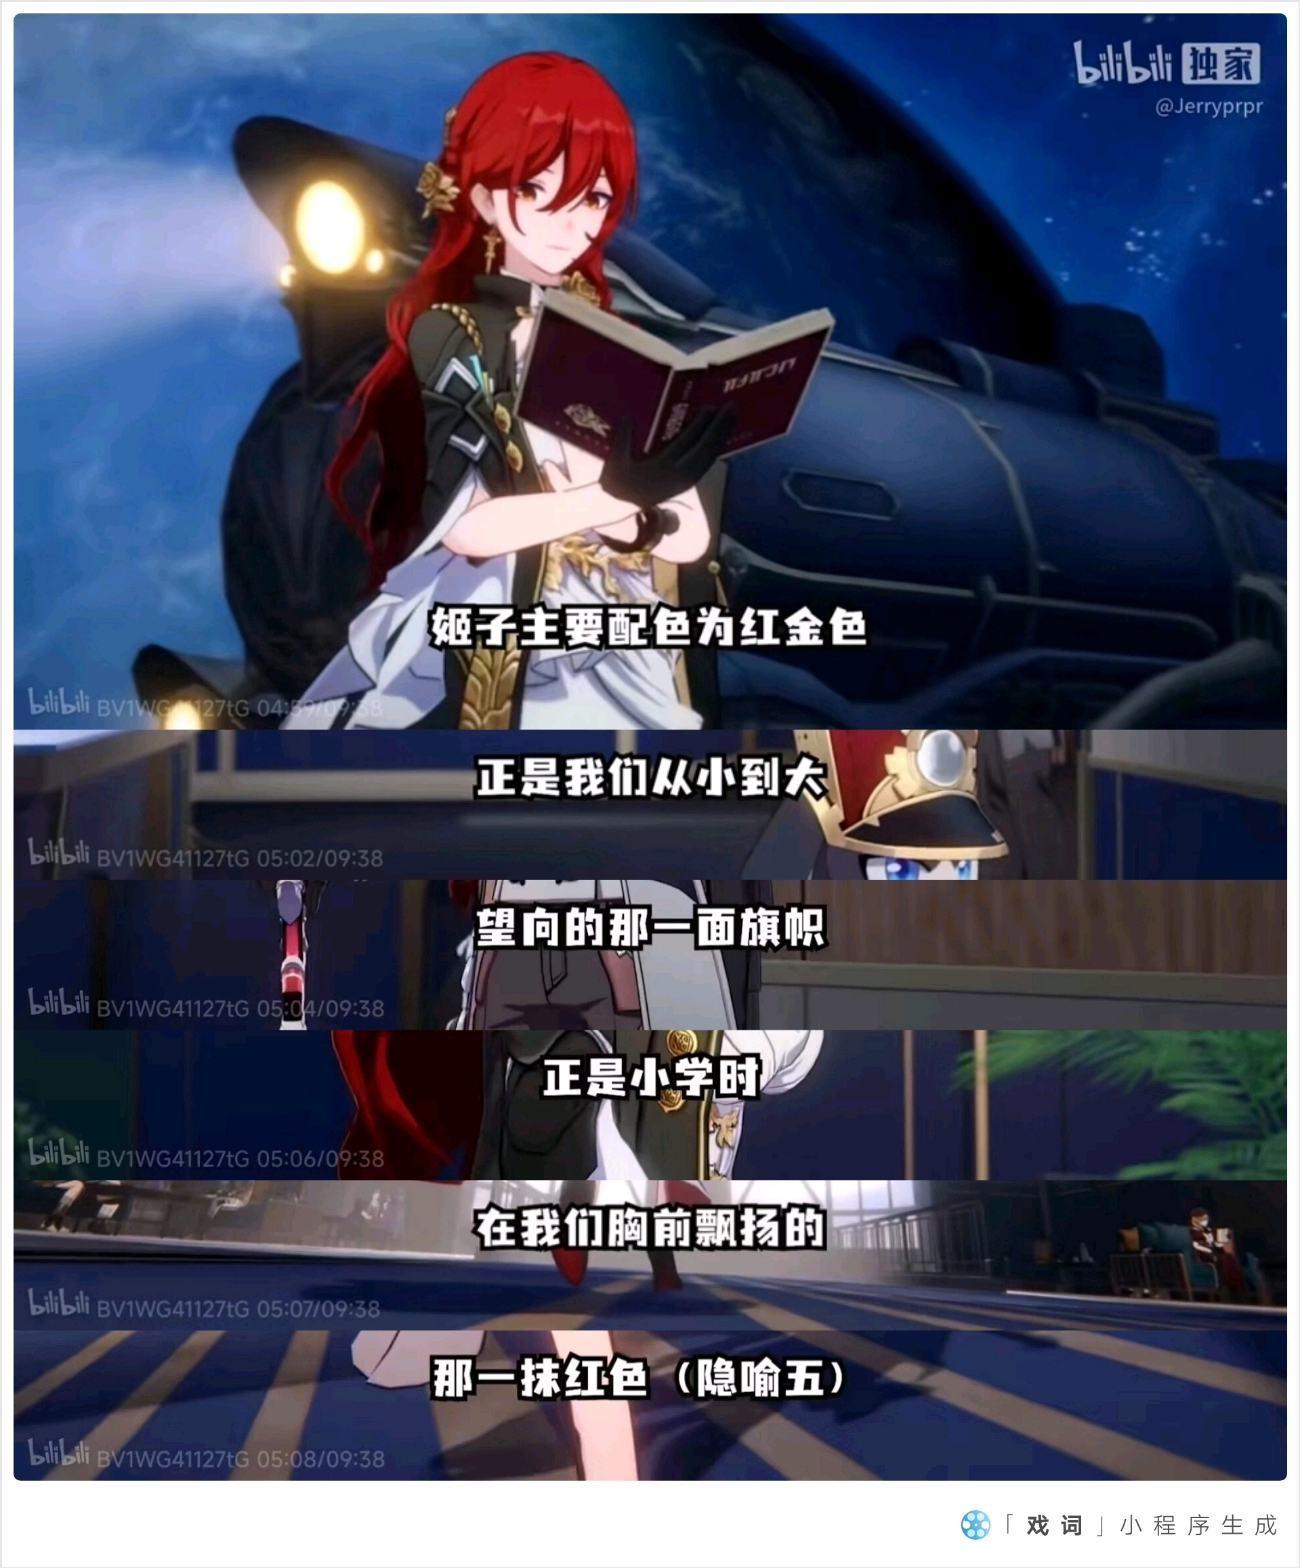 bilibili 独家
@Jerryprpr
姬子主要配色为红金色
bilibili BV1WG41127tG 04:59/09:38
正是我们从小到大
bilibili BV1WG41127tG 05:02/09:38
望向的那一面旗帜
bilibili BV1WG41127tG 05:04/09:38
正是小学时
bilibili BV1WG41127tG 05:06/09:38
在我们胸前飘扬的
bilibili BV1WG41127tG 05:07/09:38
那一抹红色（隐喻五）
bilibili BV1WG41127tG 05:08/09:38
「戏词」小程序生成